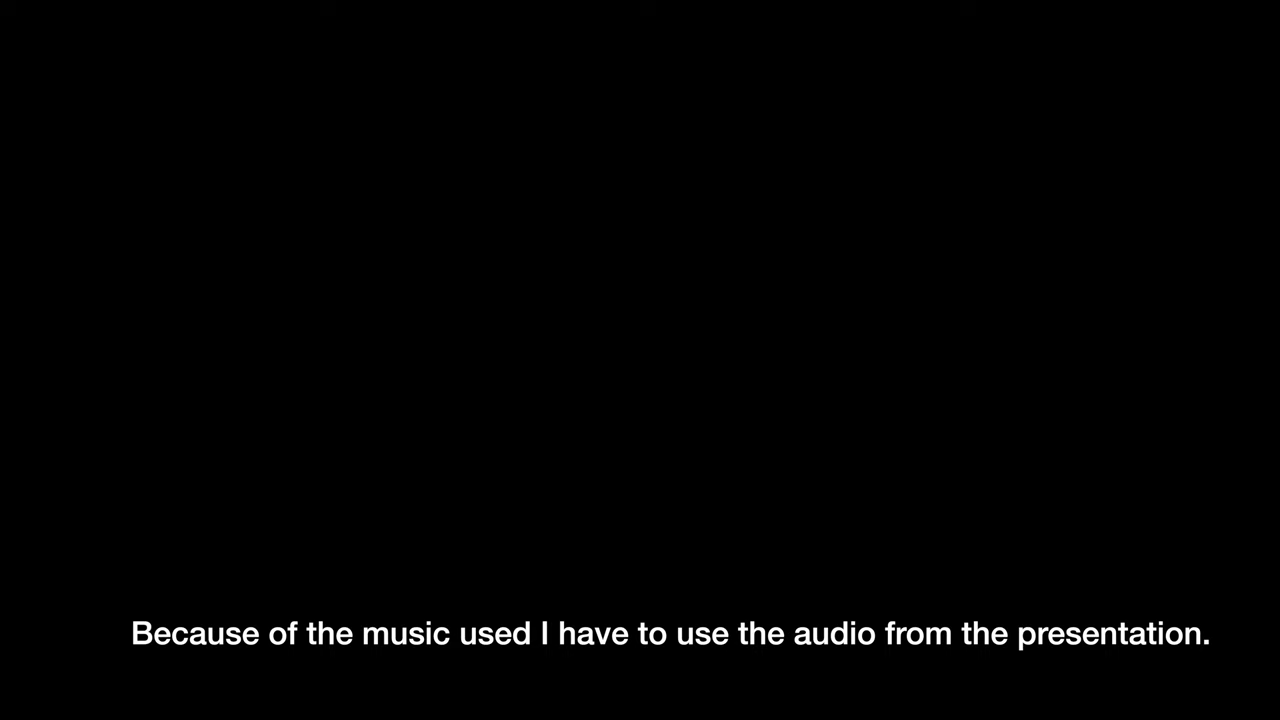 Because of the music used I have to use the audio from the presentation.